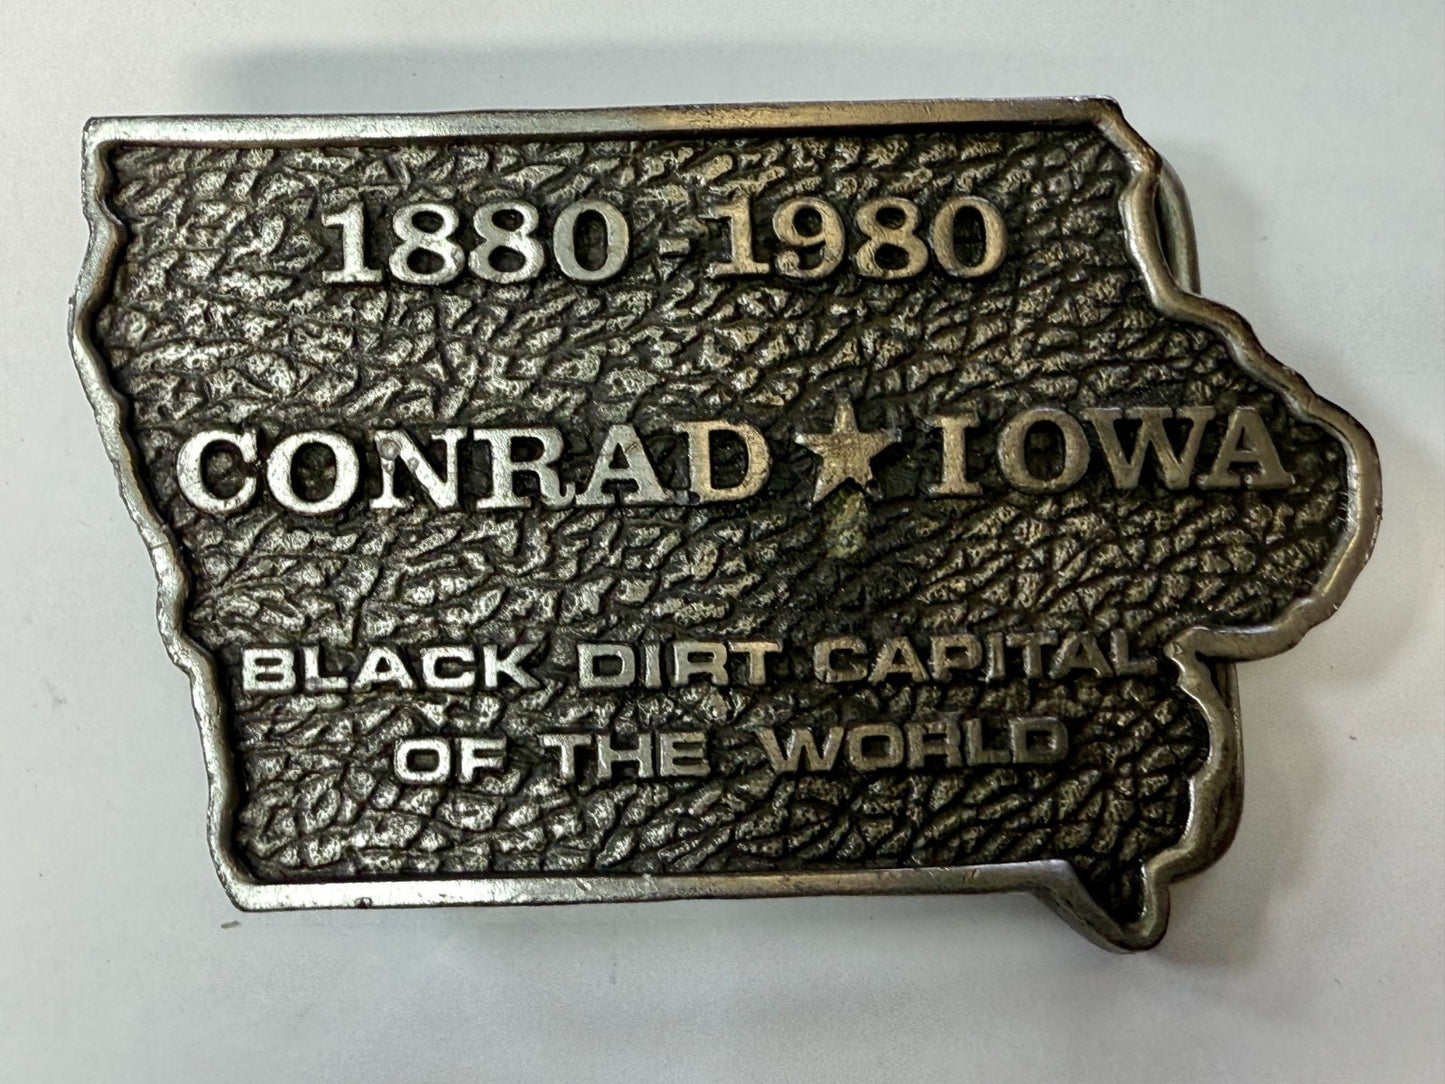 1880-1980
CONRAD★IOWA
BLACK DIRT CAPITAL
OF THE WORLD